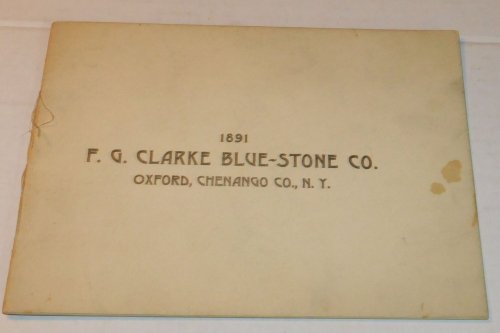 1891
F. G. CLARKE BLUE-STONE CO.
OXFORD, CHENANGO CO., N. Y.